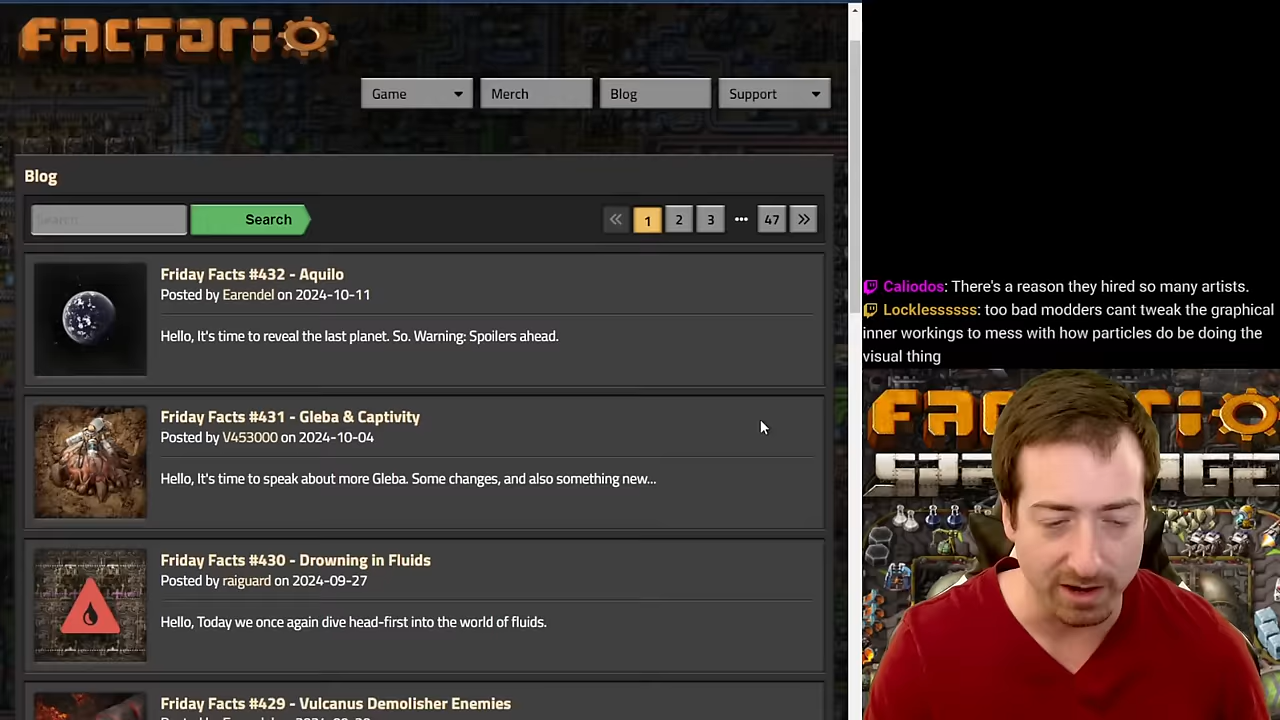 FACTORIO
Game
Merch
Blog
Support
Blog
Search
Search
1
2
3
•••
47
Friday Facts #432 - Aquilo
Posted by Earendel on 2024-10-11
Hello, It's time to reveal the last planet. So. Warning: Spoilers ahead.
Friday Facts #431 - Gleba & Captivity
Posted by V453000 on 2024-10-04
Hello, It's time to speak about more Gleba. Some changes, and also something new...
Friday Facts #430 - Drowning in Fluids
Posted by raiguard on 2024-09-27
Hello, Today we once again dive head-first into the world of fluids.
Friday Facts #429 - Vulcanus Demolisher Enemies
Caliodos: There's a reason they hired so many artists.
Locklessssss: too bad modders cant tweak the graphical
inner workings to mess with how particles do be doing the
visual thing